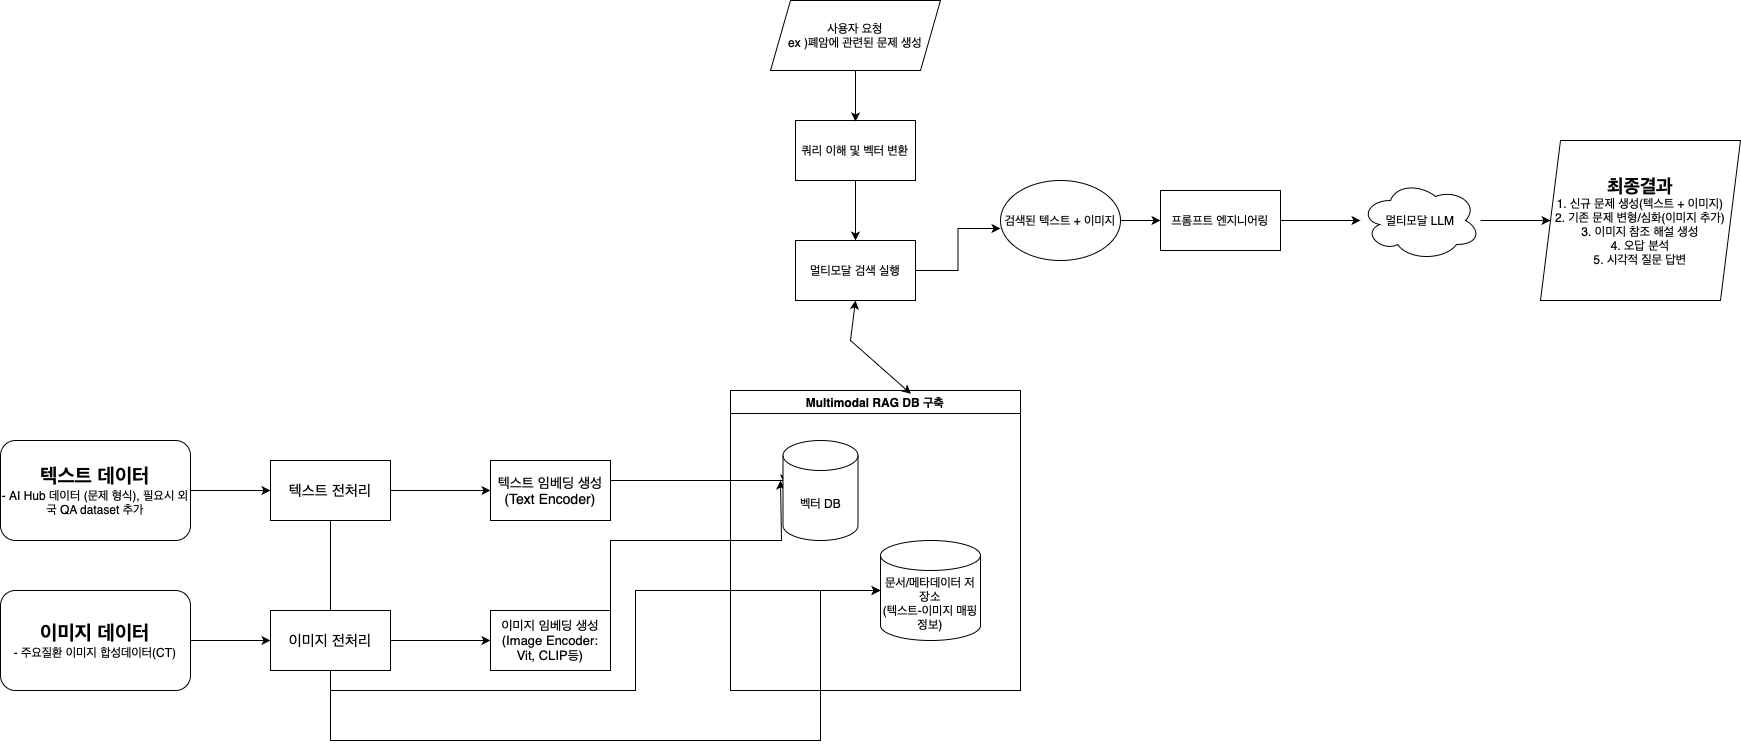 사용자 요청
ex )폐암에 관련된 문제 생성
쿼리 이해 및 벡터 변환
멀티모달 검색 실행
검색된 텍스트 + 이미지
프롬프트 엔지니어링
멀티모달 LLM
최종결과
1. 신규 문제 생성(텍스트 + 이미지)
2. 기존 문제 변형/심화(이미지 추가)
3. 이미지 참조 해설 생성
4. 오답 분석
5. 시각적 질문 답변
Multimodal RAG DB 구축
벡터 DB
문서/메타데이터 저
장소
(텍스트-이미지 매핑
정보)
텍스트 데이터
- AI Hub 데이터 (문제 형식), 필요시 외
국 QA dataset 추가
텍스트 전처리
텍스트 임베딩 생성
(Text Encoder)
이미지 데이터
- 주요질환 이미지 합성데이터(CT)
이미지 전처리
이미지 임베딩 생성
(Image Encoder:
Vit, CLIP등)